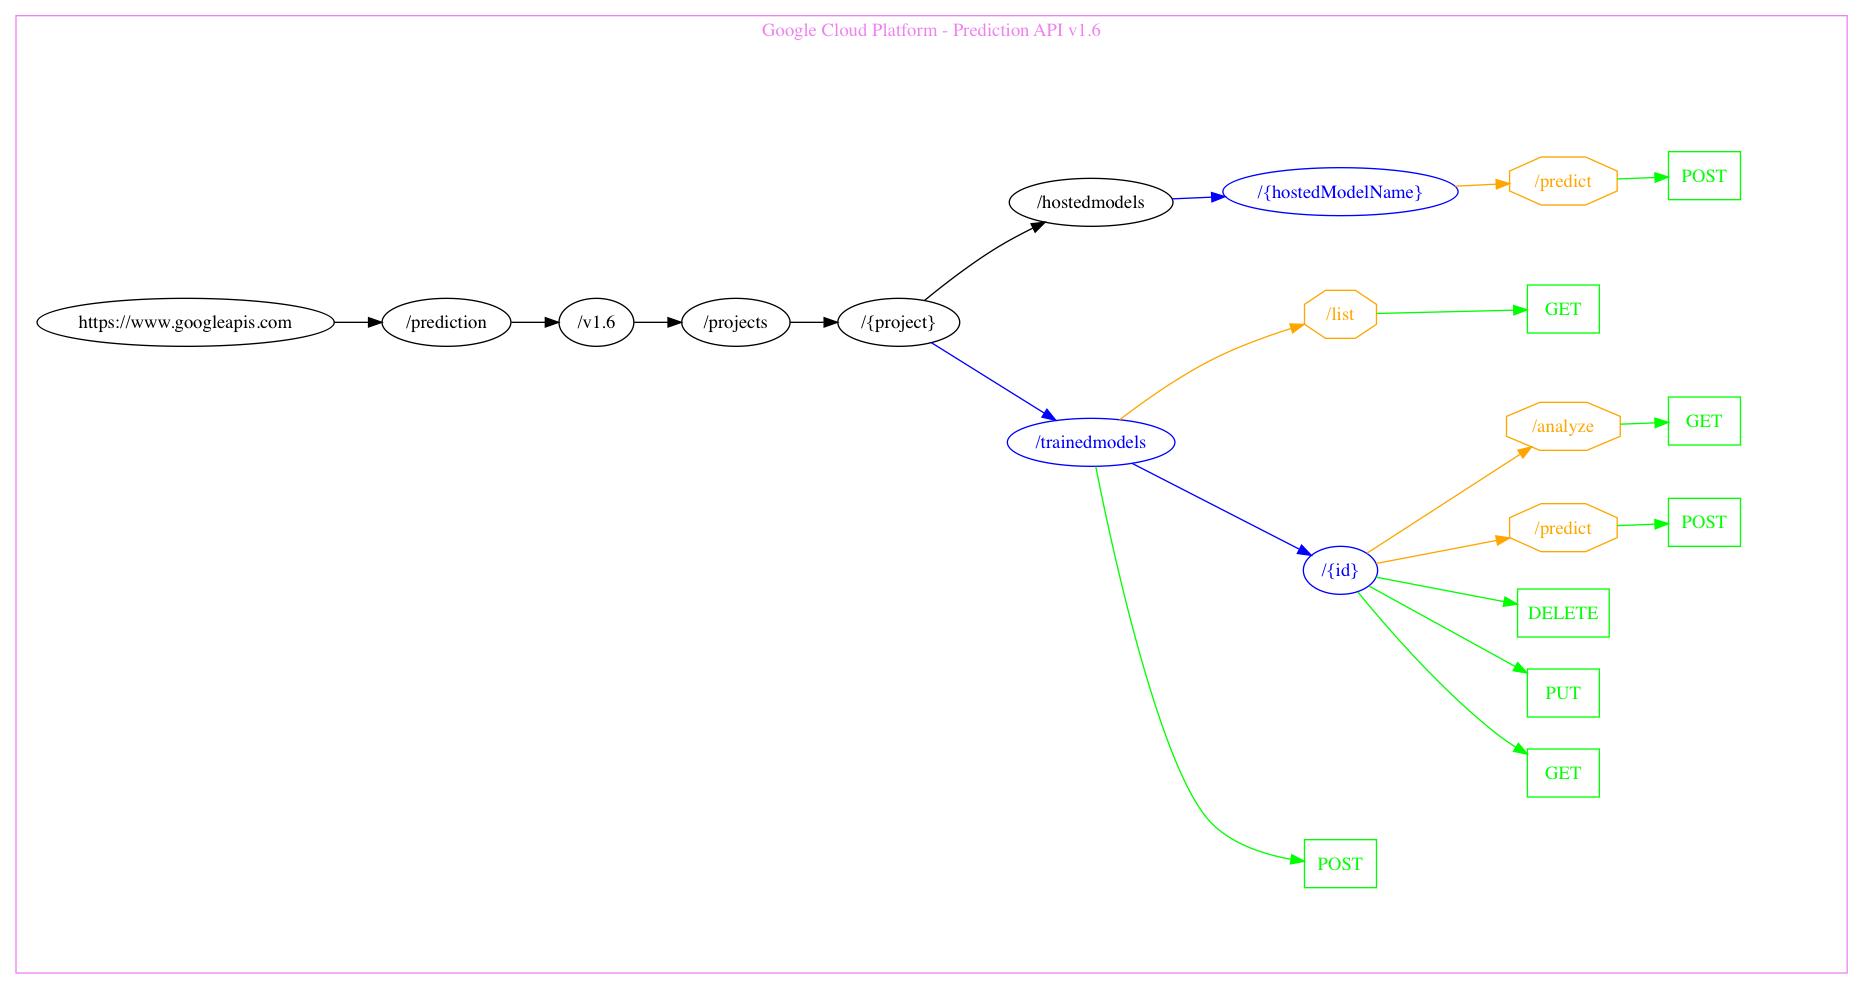 Google Cloud Platform - Prediction API v1.6
https://www.googleapis.com
/prediction
/v1.6
/projects
/{project}
/hostedmodels
/{hostedModelName}
/predict
POST
/trainedmodels
/list
GET
/{id}
/analyze
GET
/predict
POST
DELETE
PUT
GET
POST